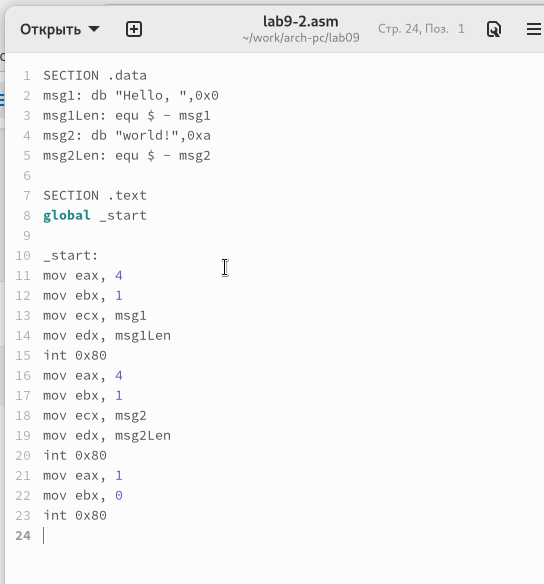 Открыть
lab9-2.asm
~/work/arch-pc/lab09
Стр. 24, Поз. 1
1 SECTION .data
2 msg1: db "Hello, ",0x0
3 msg1Len: equ $ - msg1
4 msg2: db "world!",0xa
5 msg2Len: equ $ - msg2
6
7 SECTION .text
8 global _start
9
10 _start:
11 mov eax, 4
12 mov ebx, 1
13 mov ecx, msg1
14 mov edx, msg1Len
15 int 0x80
16 mov eax, 4
17 mov ebx, 1
18 mov ecx, msg2
19 mov edx, msg2Len
20 int 0x80
21 mov eax, 1
22 mov ebx, 0
23 int 0x80
24